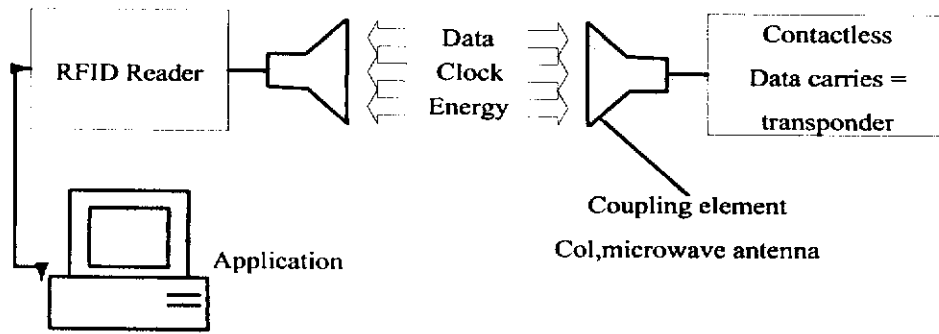 RFID Reader
Data
Clock
Energy
Contactless
Data carries =
transponder
Coupling element
Col,microwave antenna
Application